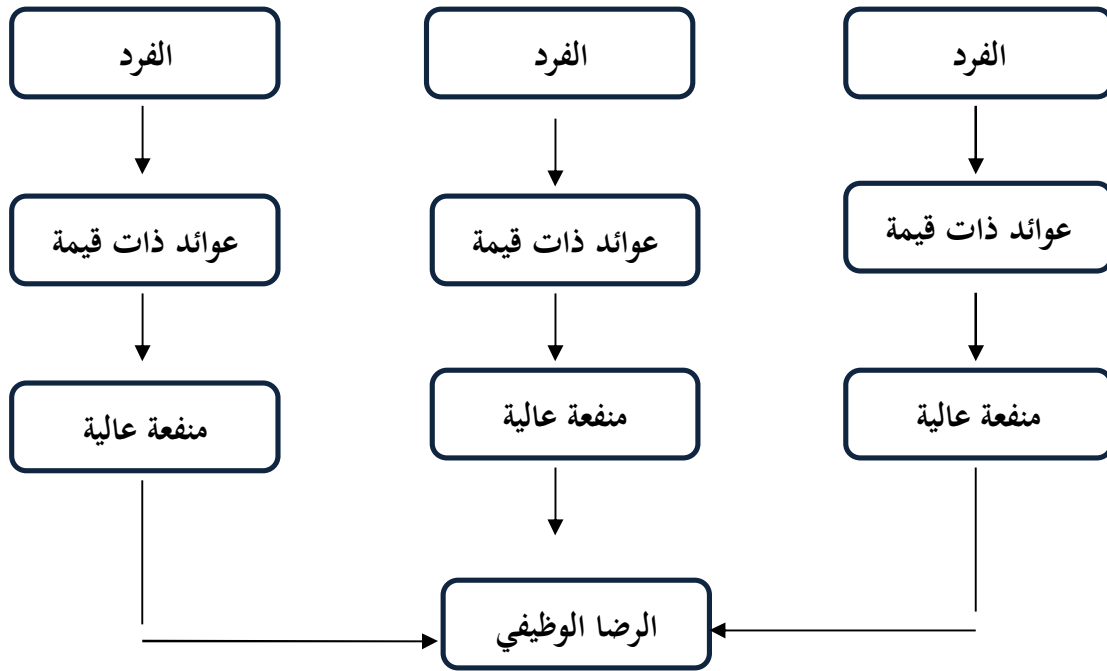 الفرد
الفرد
الفرد
عوائد ذات قيمة
عوائد ذات قيمة
عوائد ذات قيمة
منفعة عالية
منفعة عالية
منفعة عالية
الرضا الوظيفي